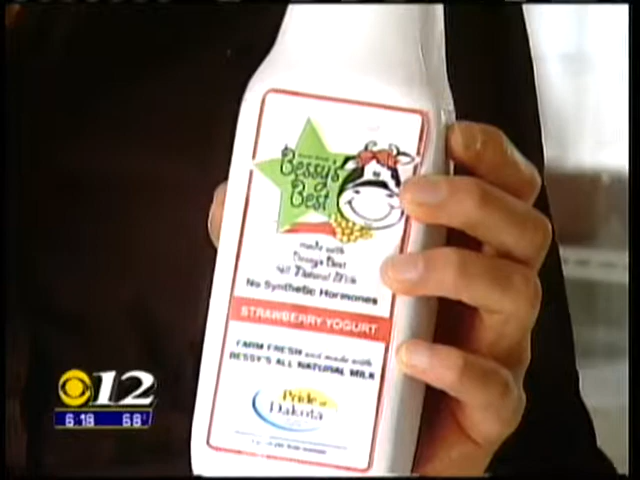 Bessy's
Best
made with
Bessy's Best
All Natural Milk
No Synthetic Hormones
STRAWBERRY YOGURT
FARM FRESH and made with
BESSY'S ALL NATURAL MILK
Pride of
Dakota
12
6:18 68°